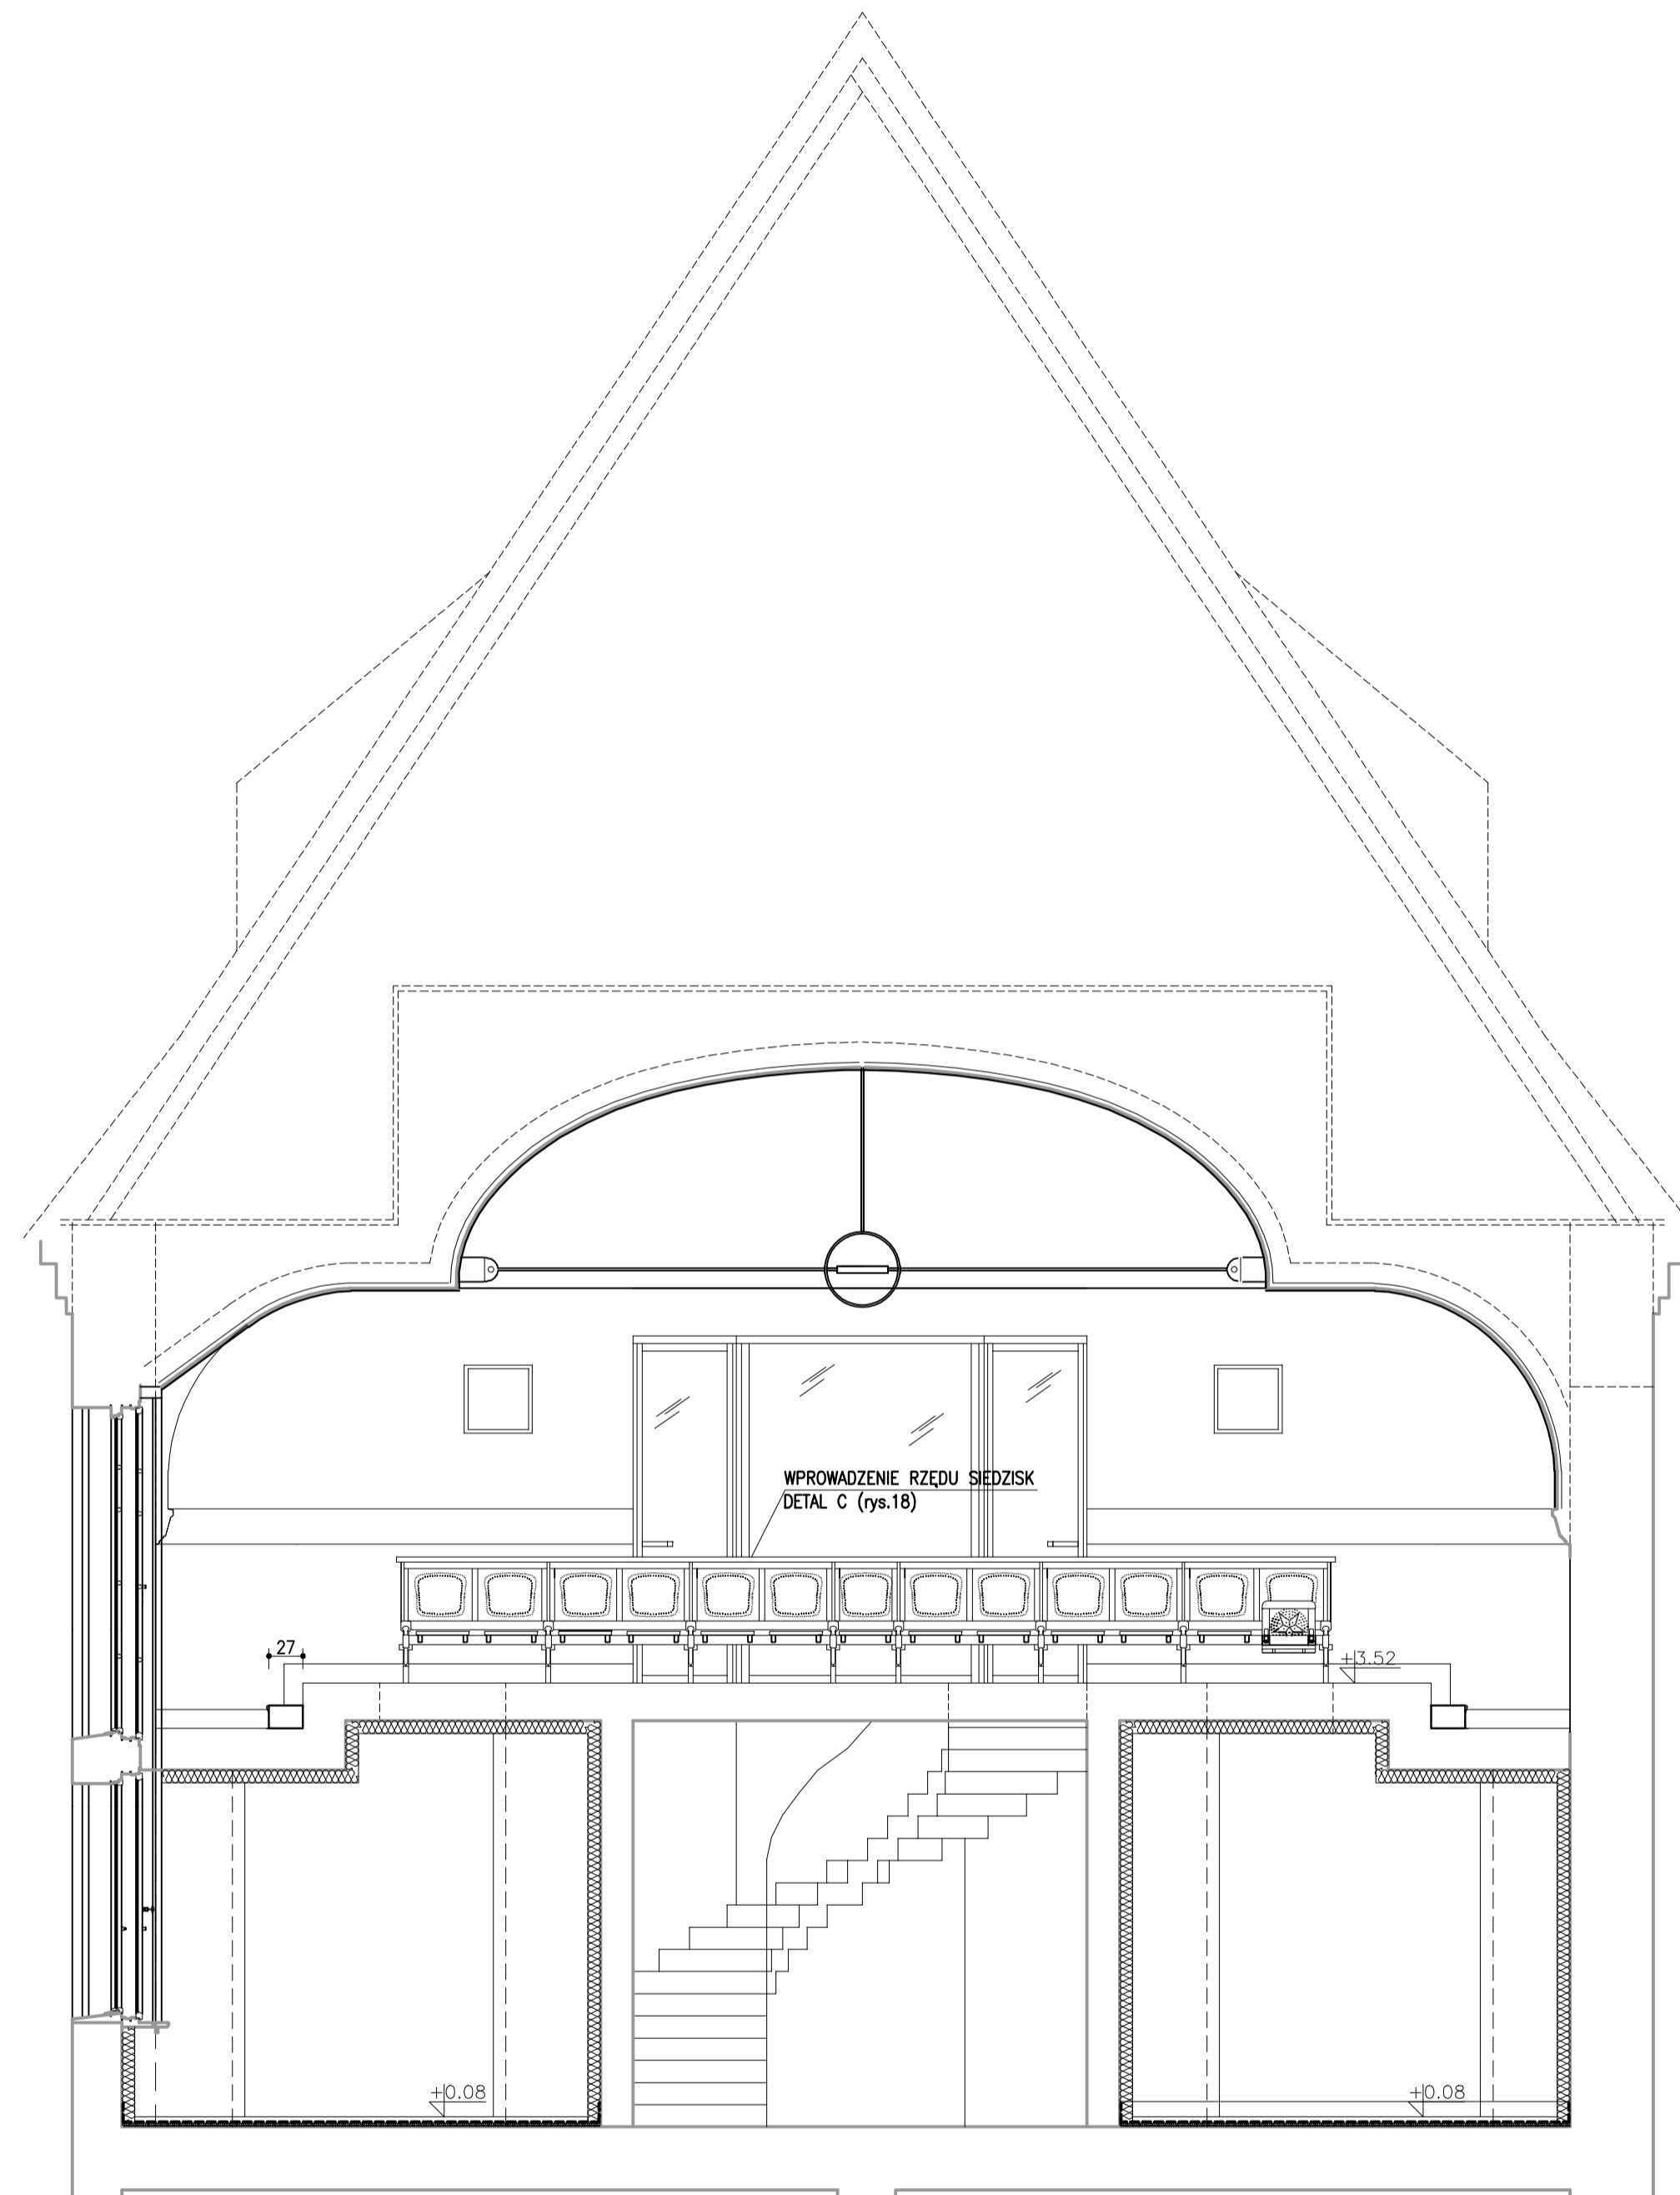 WPROWADZENIE RZĘDU SIEDZISK
DETAL C (rys.18)
27
+3.52
+0.08
+0.08